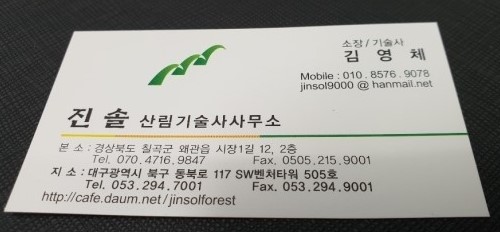 소장 / 기술사
김 영 체
Mobile : 010 . 8576 . 9078
jinsol9000 @ hanmail.net
진 솔 산림기술사사무소
본 소 : 경상북도 칠곡군 왜관읍 시장1길 12, 2층
Tel. 070.4716.9847 Fax. 0505.215.9001
지 소 : 대구광역시 북구 동북로 117 SW벤처타워 505호
Tel. 053.294.7001 Fax. 053.294.9001
http://cafe.daum.net/jinsolforest